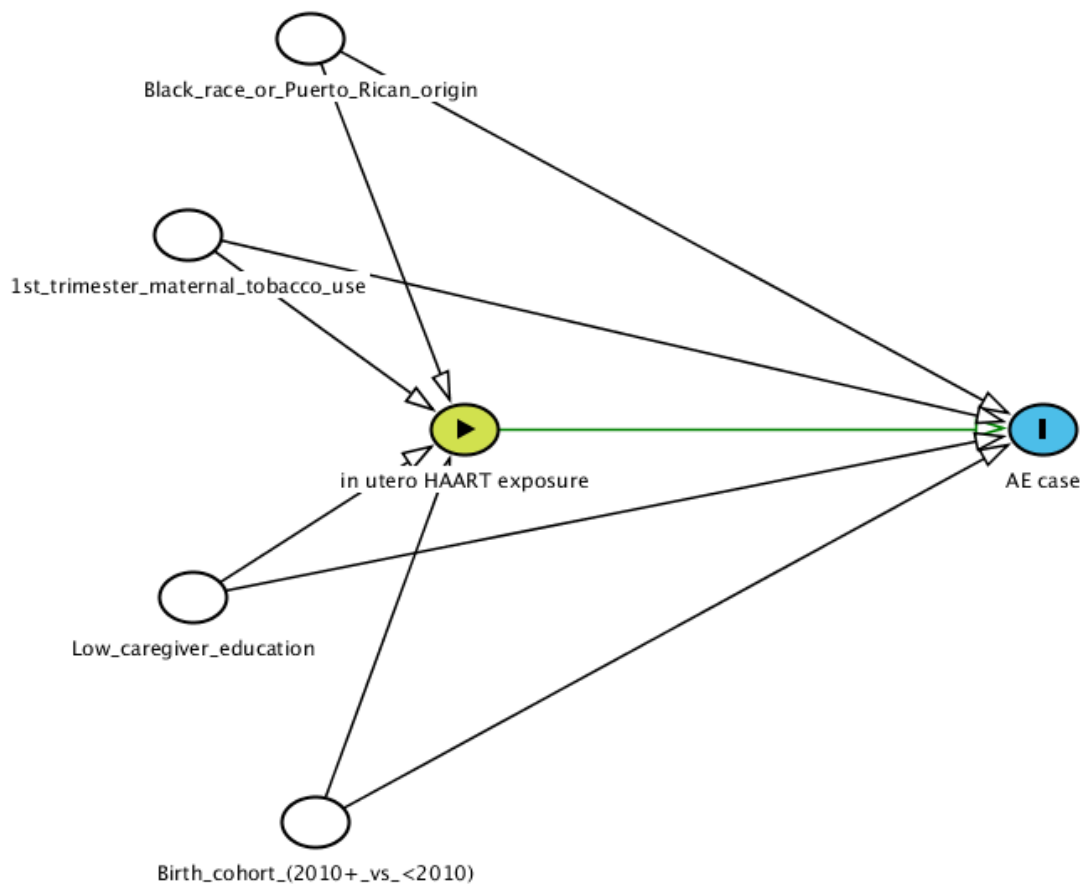 Black_race_or_Puerto_Rican_origin
1st_trimester_maternal_tobacco_use
in utero HAART exposure
AE case
Low_caregiver_education
Birth_cohort_(2010+_vs_<2010)